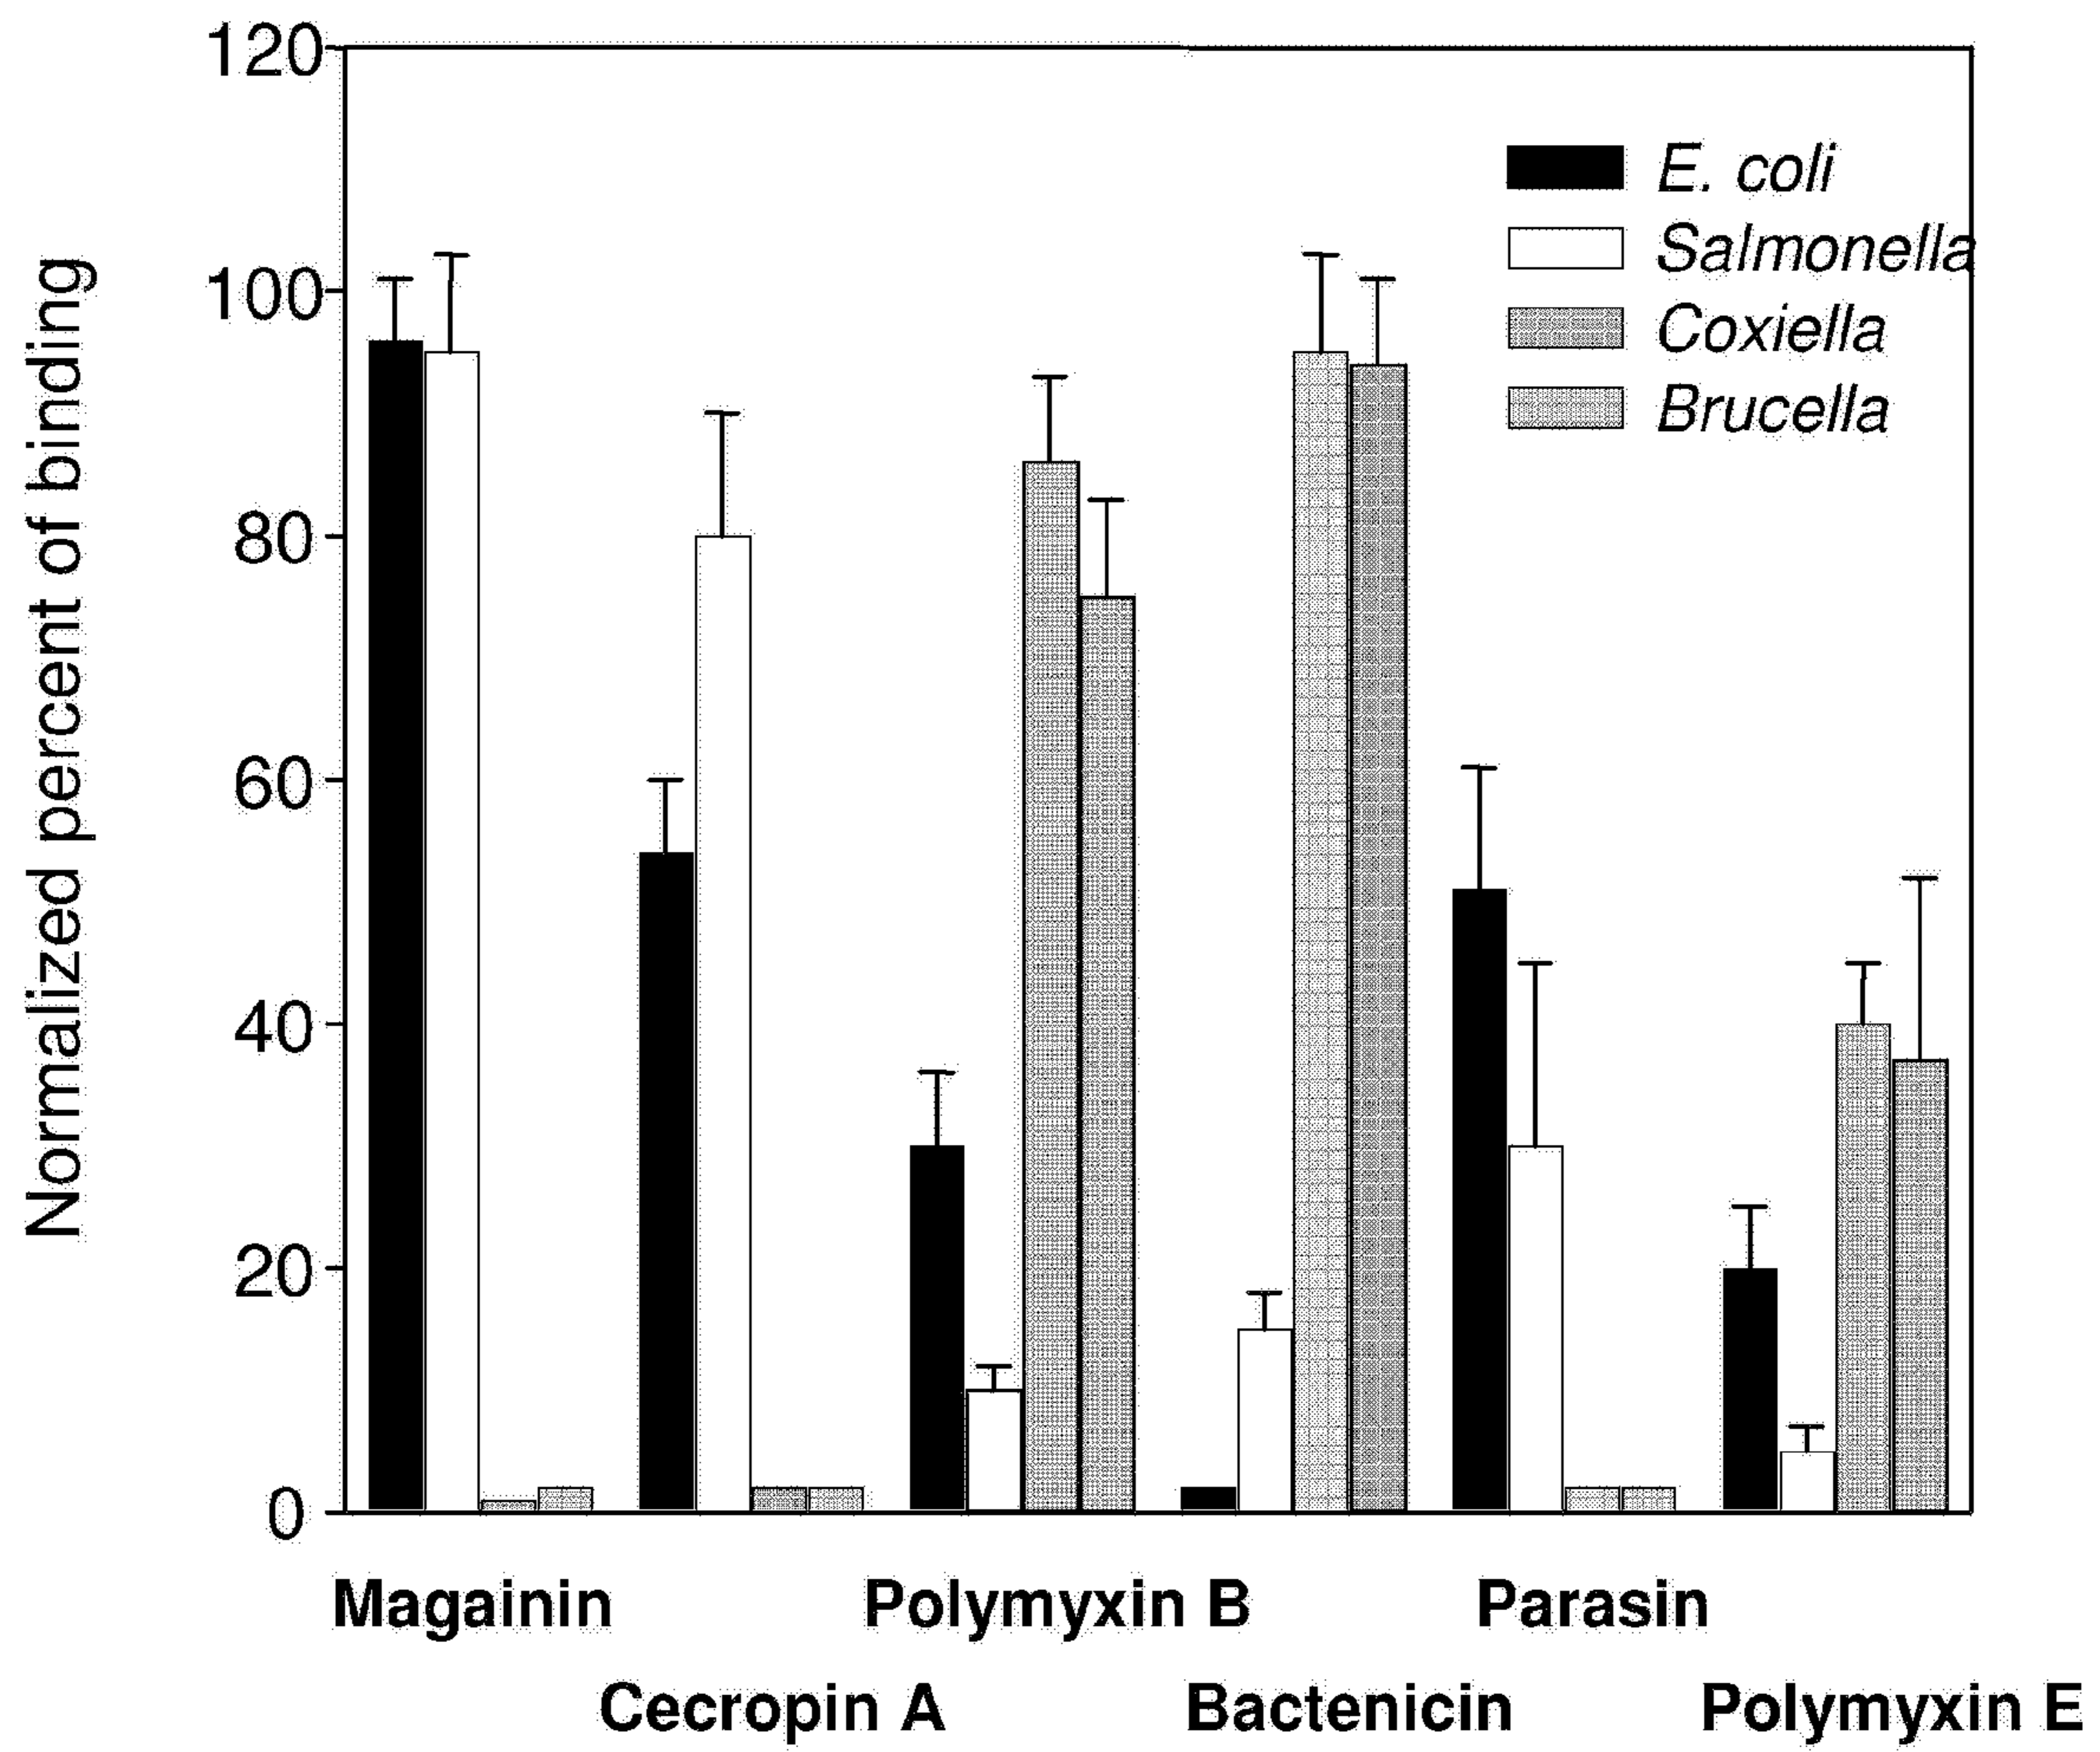 Normalized percent of binding
120
100
80
60
40
20
0
E. coli
Salmonella
Coxiella
Brucella
Magainin Polymyxin B Parasin
Cecropin A Bactenicin Polymyxin E